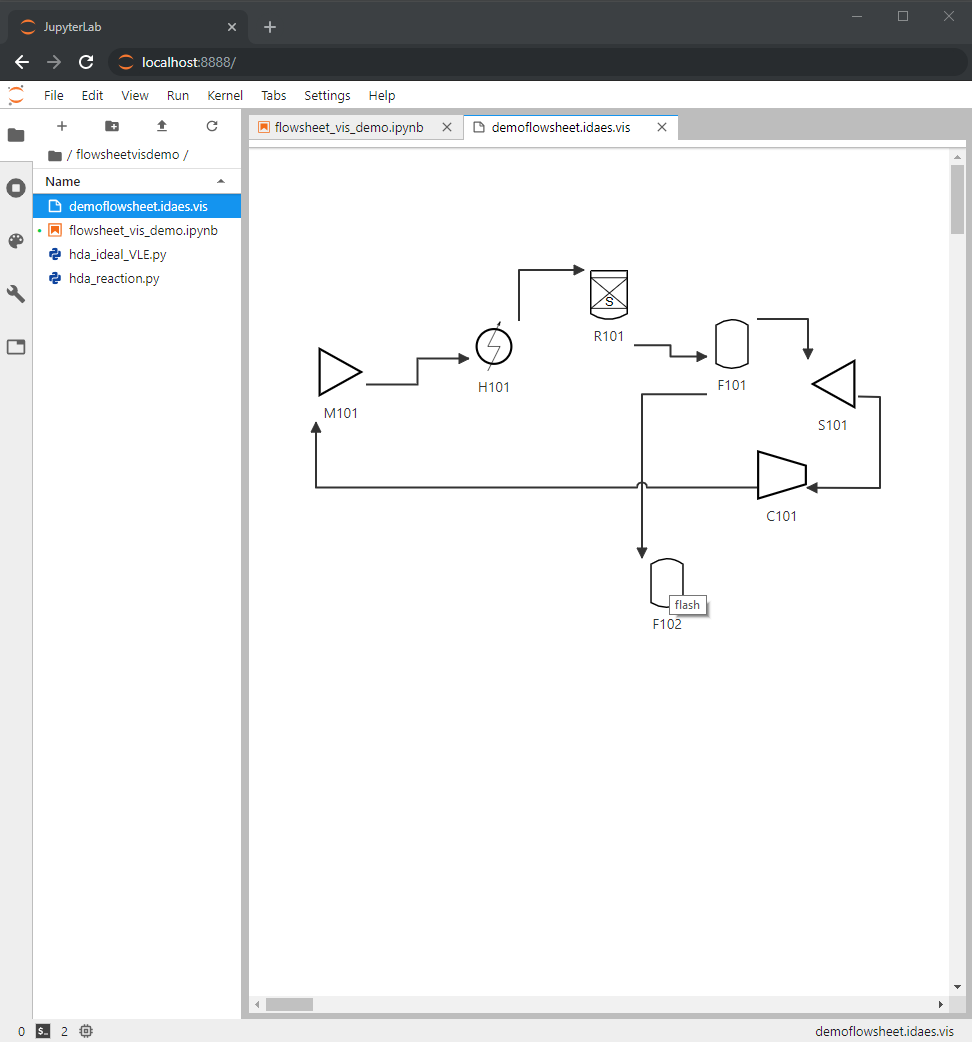 JupyterLab
localhost:8888/
File Edit View Run Kernel Tabs Settings Help
flowsheet_vis_demo.ipynb
demoflowsheet.idaes.vis
/ flowsheetvisdemo /
Name
demoflowsheet.idaes.vis
flowsheet_vis_demo.ipynb
hda_ideal_VLE.py
hda_reaction.py
S
R101
H101
F101
M101
S101
C101
flash
F102
0 $_ 2
demoflowsheet.idaes.vis